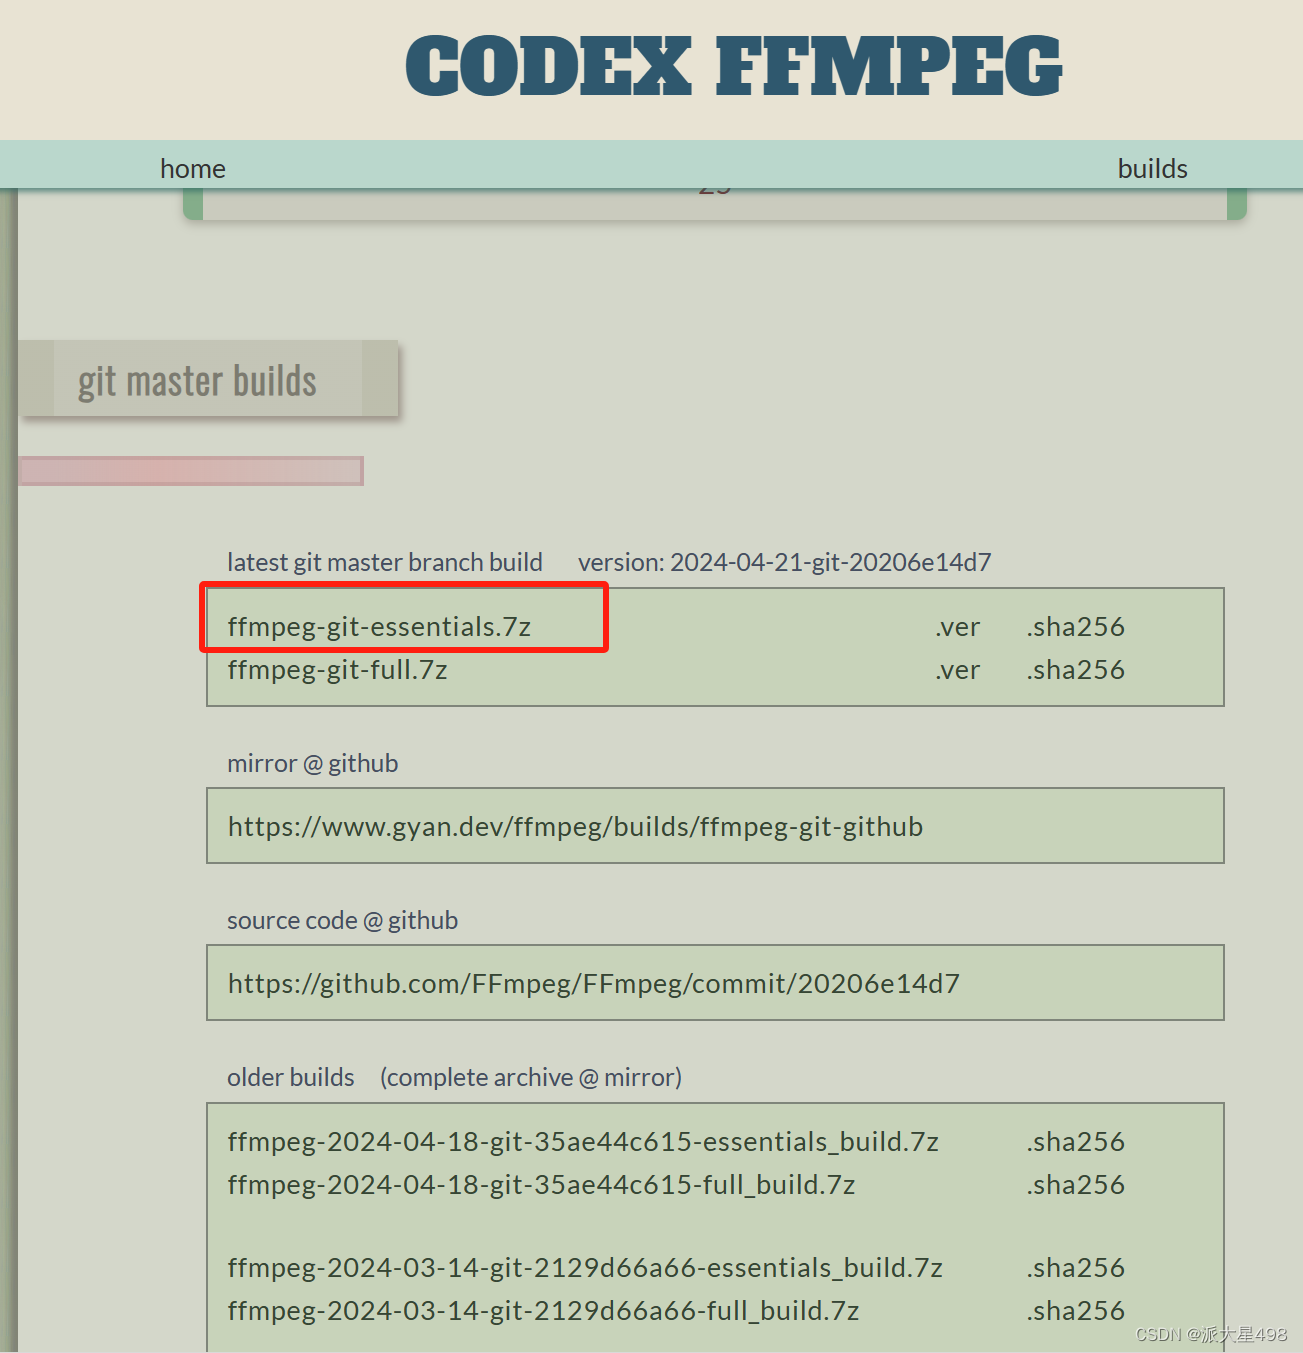 CODEX FFMPEG
home builds
git master builds
latest git master branch build version: 2024-04-21-git-20206e14d7
ffmpeg-git-essentials.7z .ver .sha256
ffmpeg-git-full.7z .ver .sha256
mirror @ github
https://www.gyan.dev/ffmpeg/builds/ffmpeg-git-github
source code @ github
https://github.com/FFmpeg/FFmpeg/commit/20206e14d7
older builds (complete archive @ mirror)
ffmpeg-2024-04-18-git-35ae44c615-essentials_build.7z .sha256
ffmpeg-2024-04-18-git-35ae44c615-full_build.7z .sha256
ffmpeg-2024-03-14-git-2129d66a66-essentials_build.7z .sha256
ffmpeg-2024-03-14-git-2129d66a66-full_build.7z .sha256
CSDN @派大星498